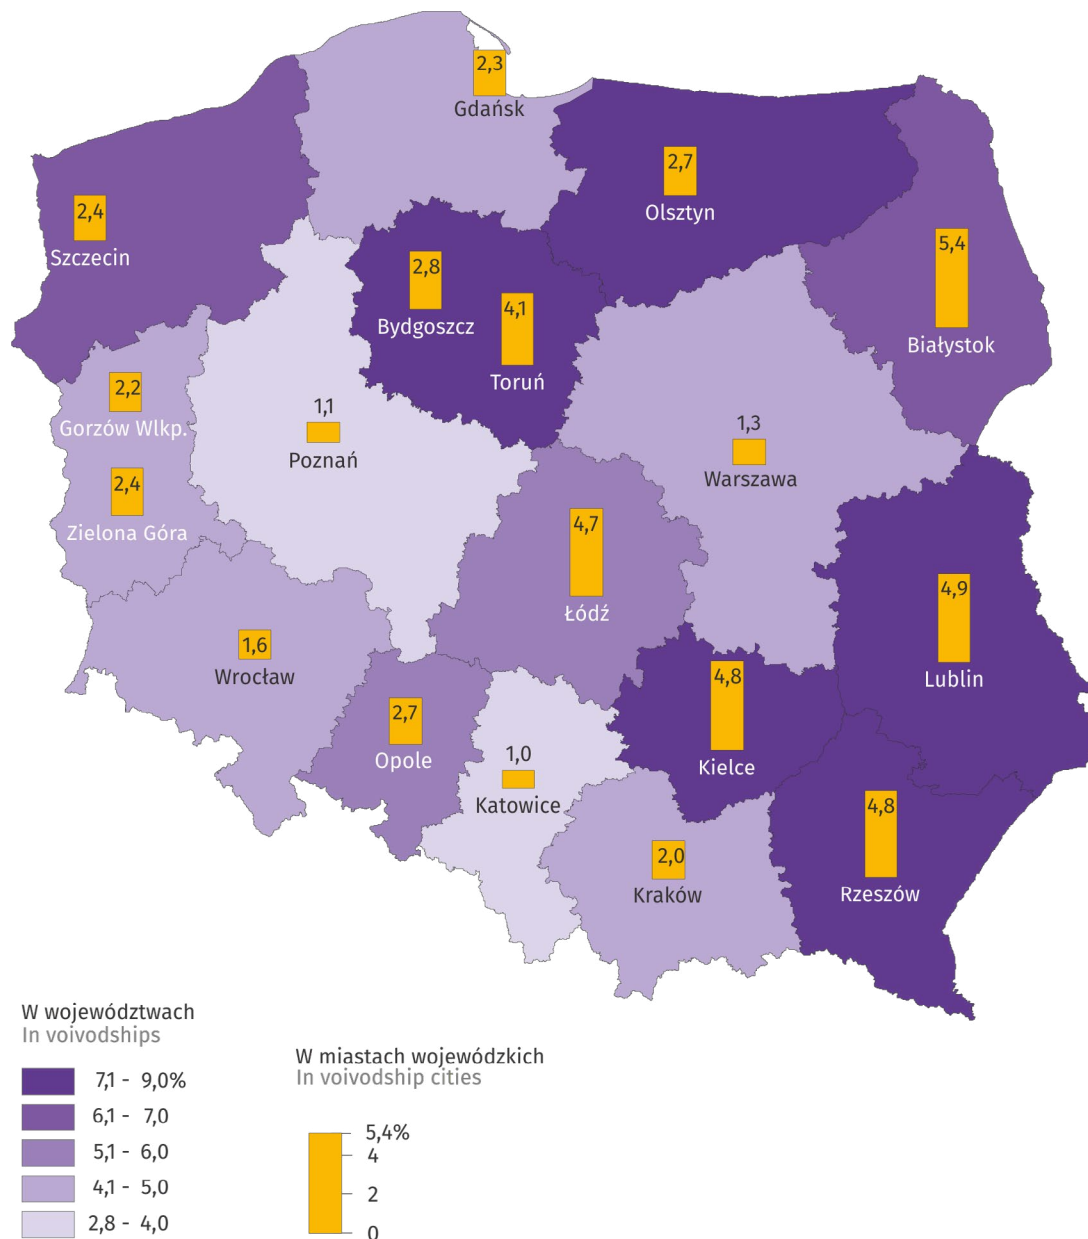 2,3
Gdańsk
2,7
Olsztyn
2,4
Szczecin
5,4
Białystok
2,8
Bydgoszcz
4,1
Toruń
2,2
Gorzów Wlkp.
1,1
Poznań
1,3
Warszawa
2,4
Zielona Góra
4,7
Łódź
4,9
Lublin
1,6
Wrocław
4,8
Kielce
2,7
Opole
1,0
Katowice
4,8
Rzeszów
2,0
Kraków
W województwach
In voivodships
7,1 - 9,0%
6,1 - 7,0
5,1 - 6,0
4,1 - 5,0
2,8 - 4,0
W miastach wojewódzkich
In voivodship cities
5,4%
4
2
0